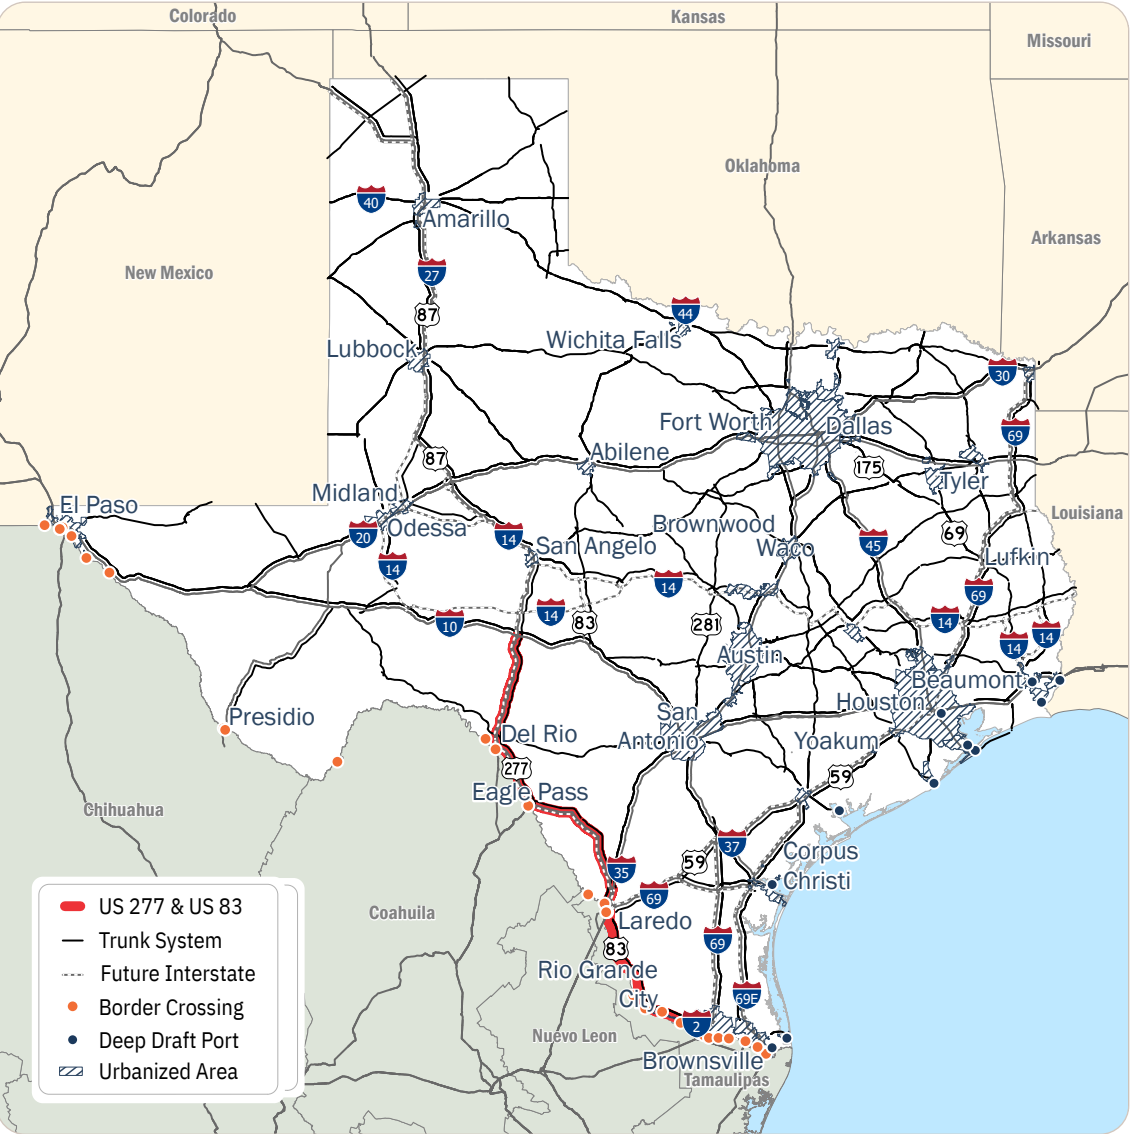 Colorado
Kansas
Missouri
Oklahoma
40
Amarillo
Arkansas
New Mexico
27
87
44
Lubbock
Wichita Falls
30
Fort Worth
Dallas
69
87
Abilene
175
Tyler
Midland
El Paso
Odessa
Brownwood
Louisiana
20
14
San Angelo
Waco
45
69
Lufkin
14
14
69
10
14
83
281
14
14
14
Austin
Beaumont
Houston
Presidio
Del Rio
San
Antonio
Yoakum
277
59
Eagle Pass
Chihuahua
37
Corpus
Christi
59
35
69
US 277 & US 83
Coahuila
Laredo
Trunk System
83
69
Future Interstate
Rio Grande
City
69E
Border Crossing
2
Deep Draft Port
Nuevo Leon
Urbanized Area
Brownsville
Tamaulipas